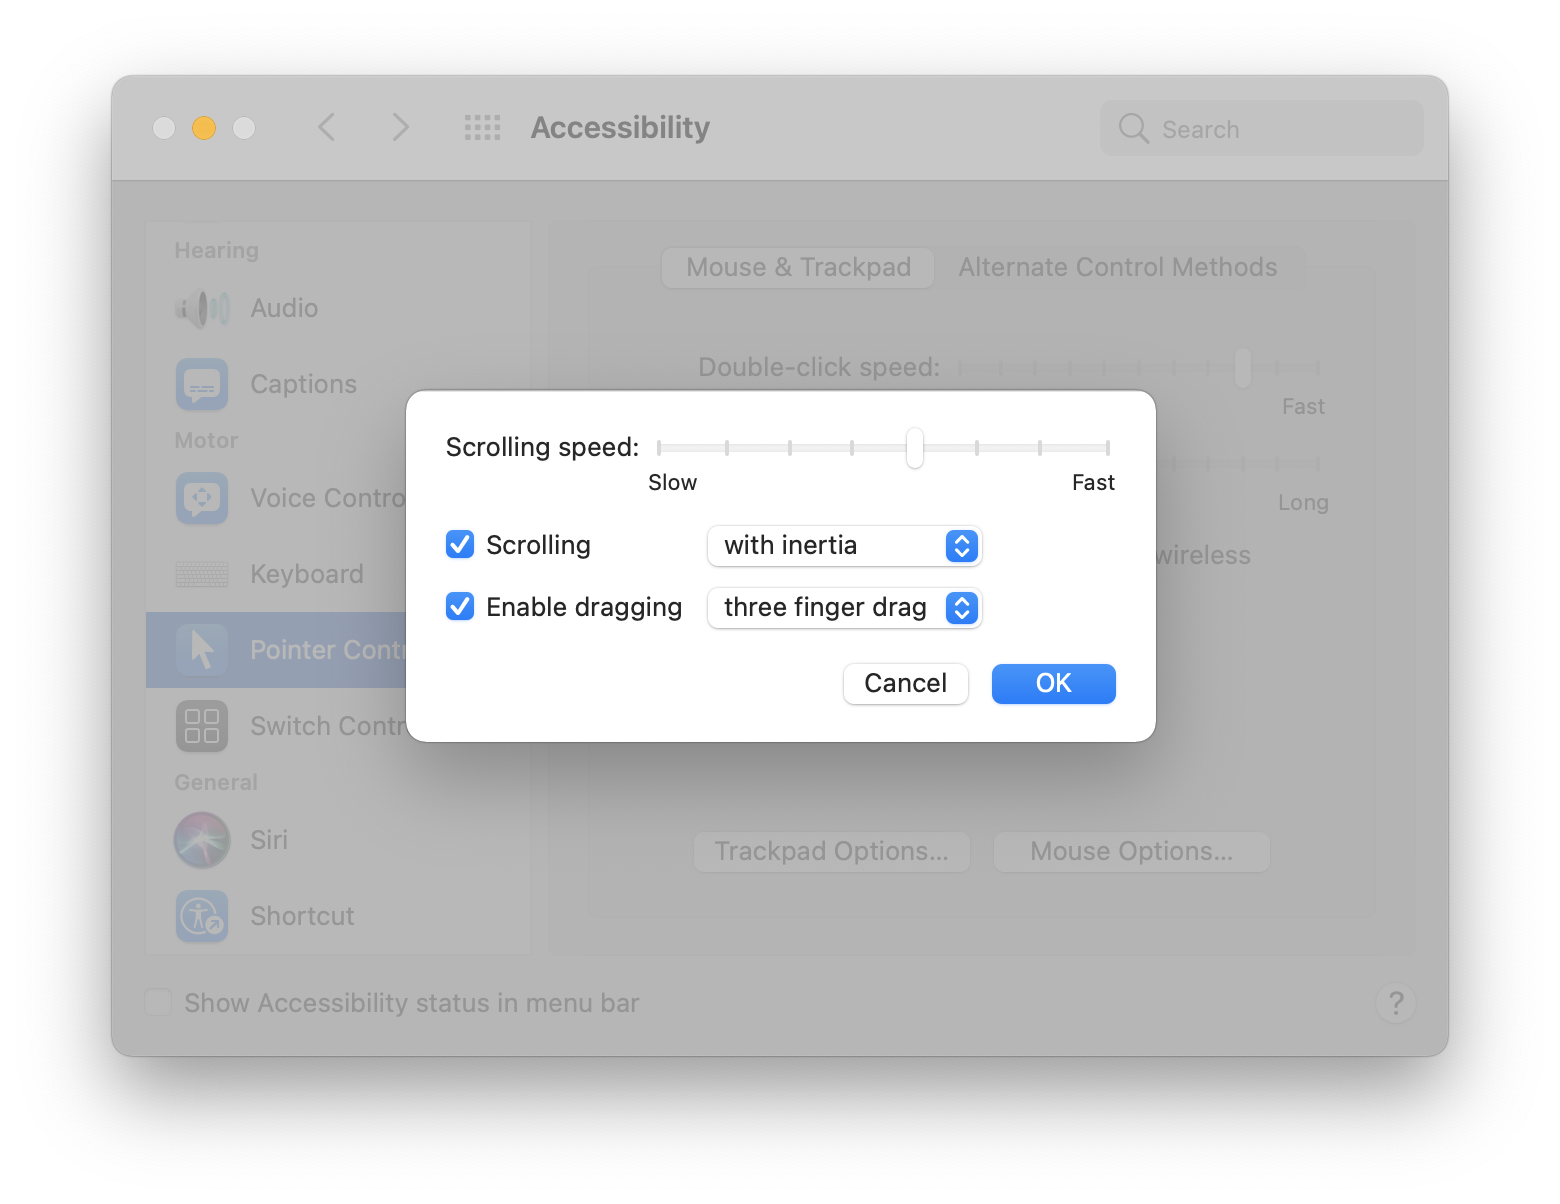 Accessibility
Search
Hearing
Audio
Captions
Motor
Voice Contro
Keyboard
Pointer Contr
Switch Contr
General
Siri
Shortcut
Mouse & Trackpad
Alternate Control Methods
Double-click speed:
Fast
Long
wireless
Scrolling speed:
Slow
Fast
Scrolling
with inertia
Enable dragging
three finger drag
Cancel
OK
Trackpad Options...
Mouse Options...
Show Accessibility status in menu bar
?